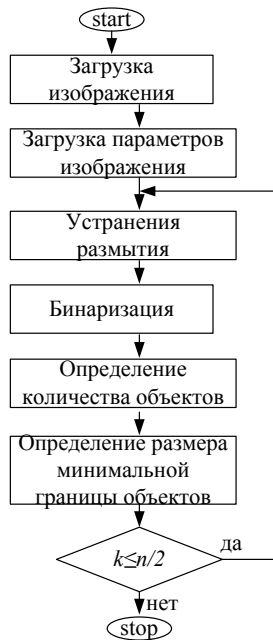 start
Загрузка
изображения
Загрузка параметров
изображения
Устранения
размытия
Бинаризация
Определение
количества объектов
Определение размера
минимальной
границы объектов
k≤n/2
да
нет
stop